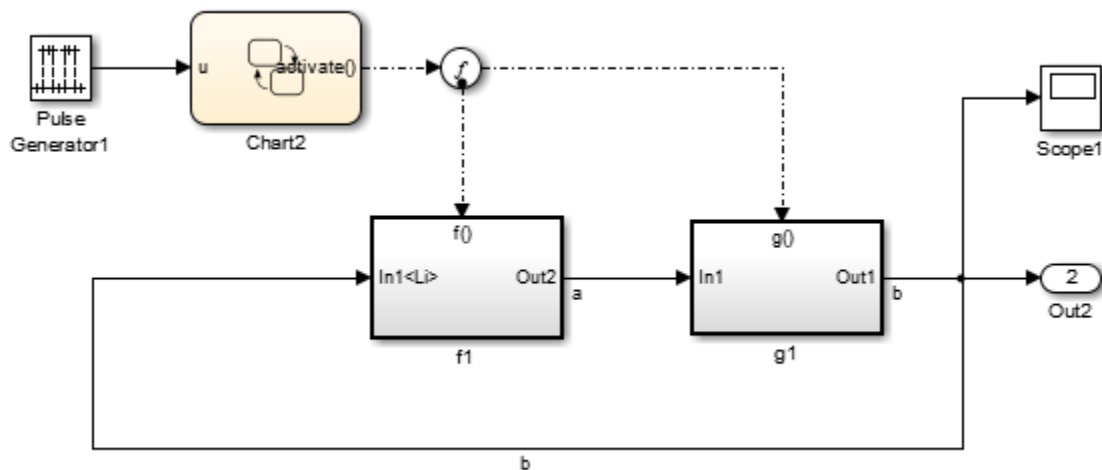 Pulse
Generator1
u
activate()
Chart2
f
Scope1
f()
In1<Li>
Out2
a
f1
g()
In1
Out1
b
g1
2
Out2
b